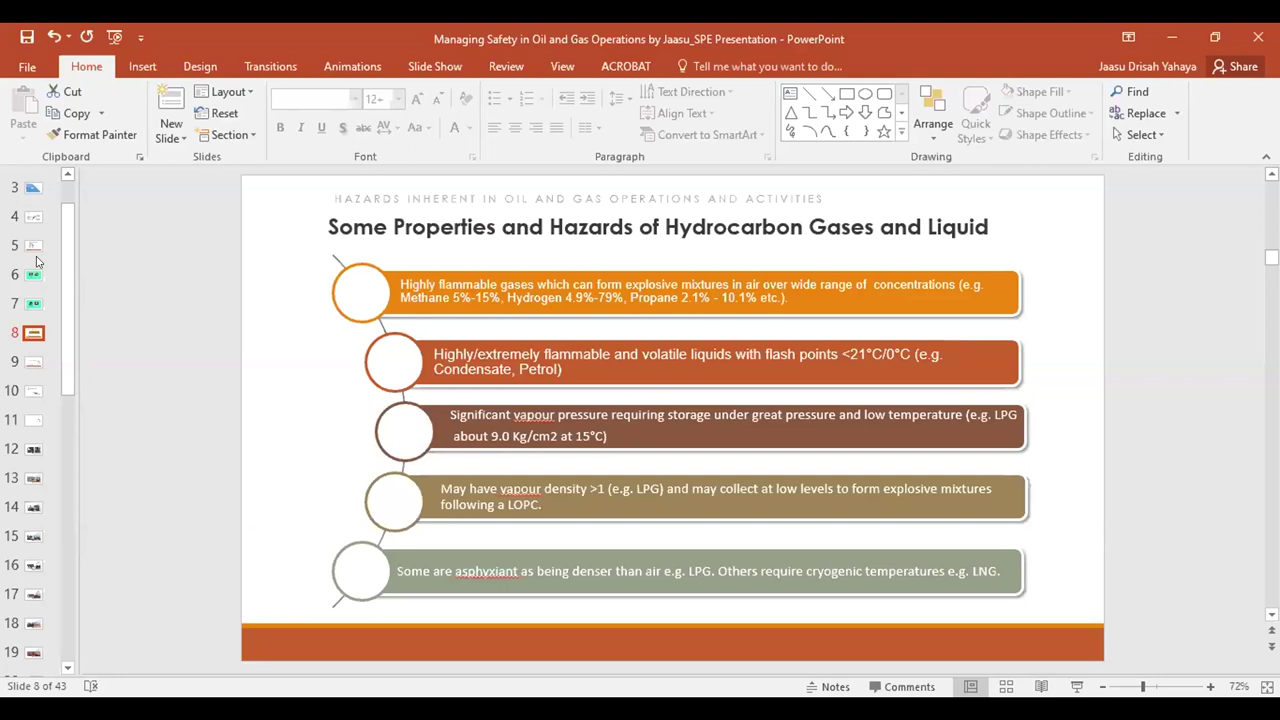 Managing Safety in Oil and Gas Operations by Jaasu_SPE Presentation - PowerPoint
File Home Insert Design Transitions Animations Slide Show Review View ACROBAT Tell me what you want to do... Jaasu Drisah Yahaya Share
Paste
Cut
Copy
Format Painter
Clipboard
New
Slide
Layout
Reset
Section
Slides
12+
B I U S abc AV Aa A
Font
Text Direction
Align Text
Convert to SmartArt
Paragraph
Arrange
Quick
Styles
Shape Fill
Shape Outline
Shape Effects
Drawing
Find
Replace
Select
Editing
3
4
5
6
7
8
9
10
11
12
13
14
15
16
17
18
19
HAZARDS INHERENT IN OIL AND GAS OPERATIONS AND ACTIVITIES
Some Properties and Hazards of Hydrocarbon Gases and Liquid
Highly flammable gases which can form explosive mixtures in air over wide range of concentrations (e.g.
Methane 5%-15%, Hydrogen 4.9%-79%, Propane 2.1% - 10.1% etc.).
Highly/extremely flammable and volatile liquids with flash points <21°C/0°C (e.g.
Condensate, Petrol)
Significant vapour pressure requiring storage under great pressure and low temperature (e.g. LPG
about 9.0 Kg/cm2 at 15°C)
May have vapour density >1 (e.g. LPG) and may collect at low levels to form explosive mixtures
following a LOPC.
Some are asphyxiant as being denser than air e.g. LPG. Others require cryogenic temperatures e.g. LNG.
Slide 8 of 43 Notes Comments 72%